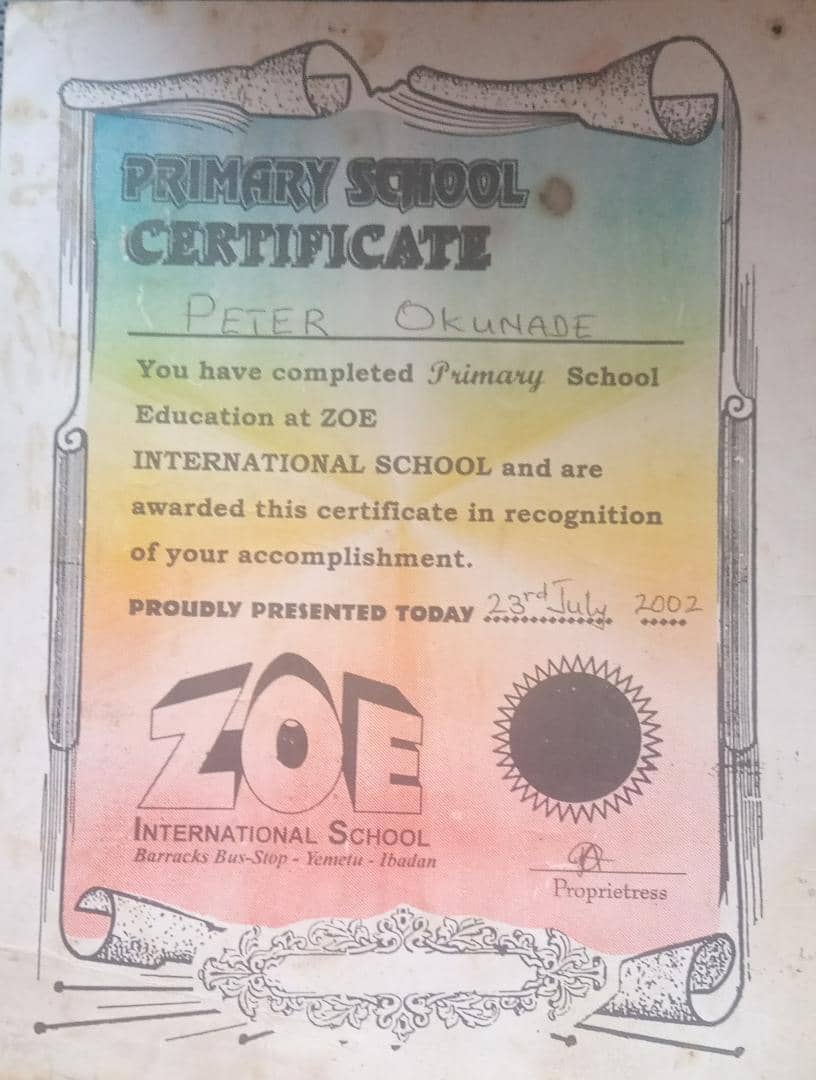 PRIMARY SCHOOL
CERTIFICATE
PETER OKUNADE
You have completed Primary School
Education at ZOE
INTERNATIONAL SCHOOL and are
awarded this certificate in recognition
of your accomplishment.
PROUDLY PRESENTED TODAY 23rd July 2002
ZOE
INTERNATIONAL SCHOOL
Barracks Bus-Stop - Yemetu - Ibadan
Proprietress